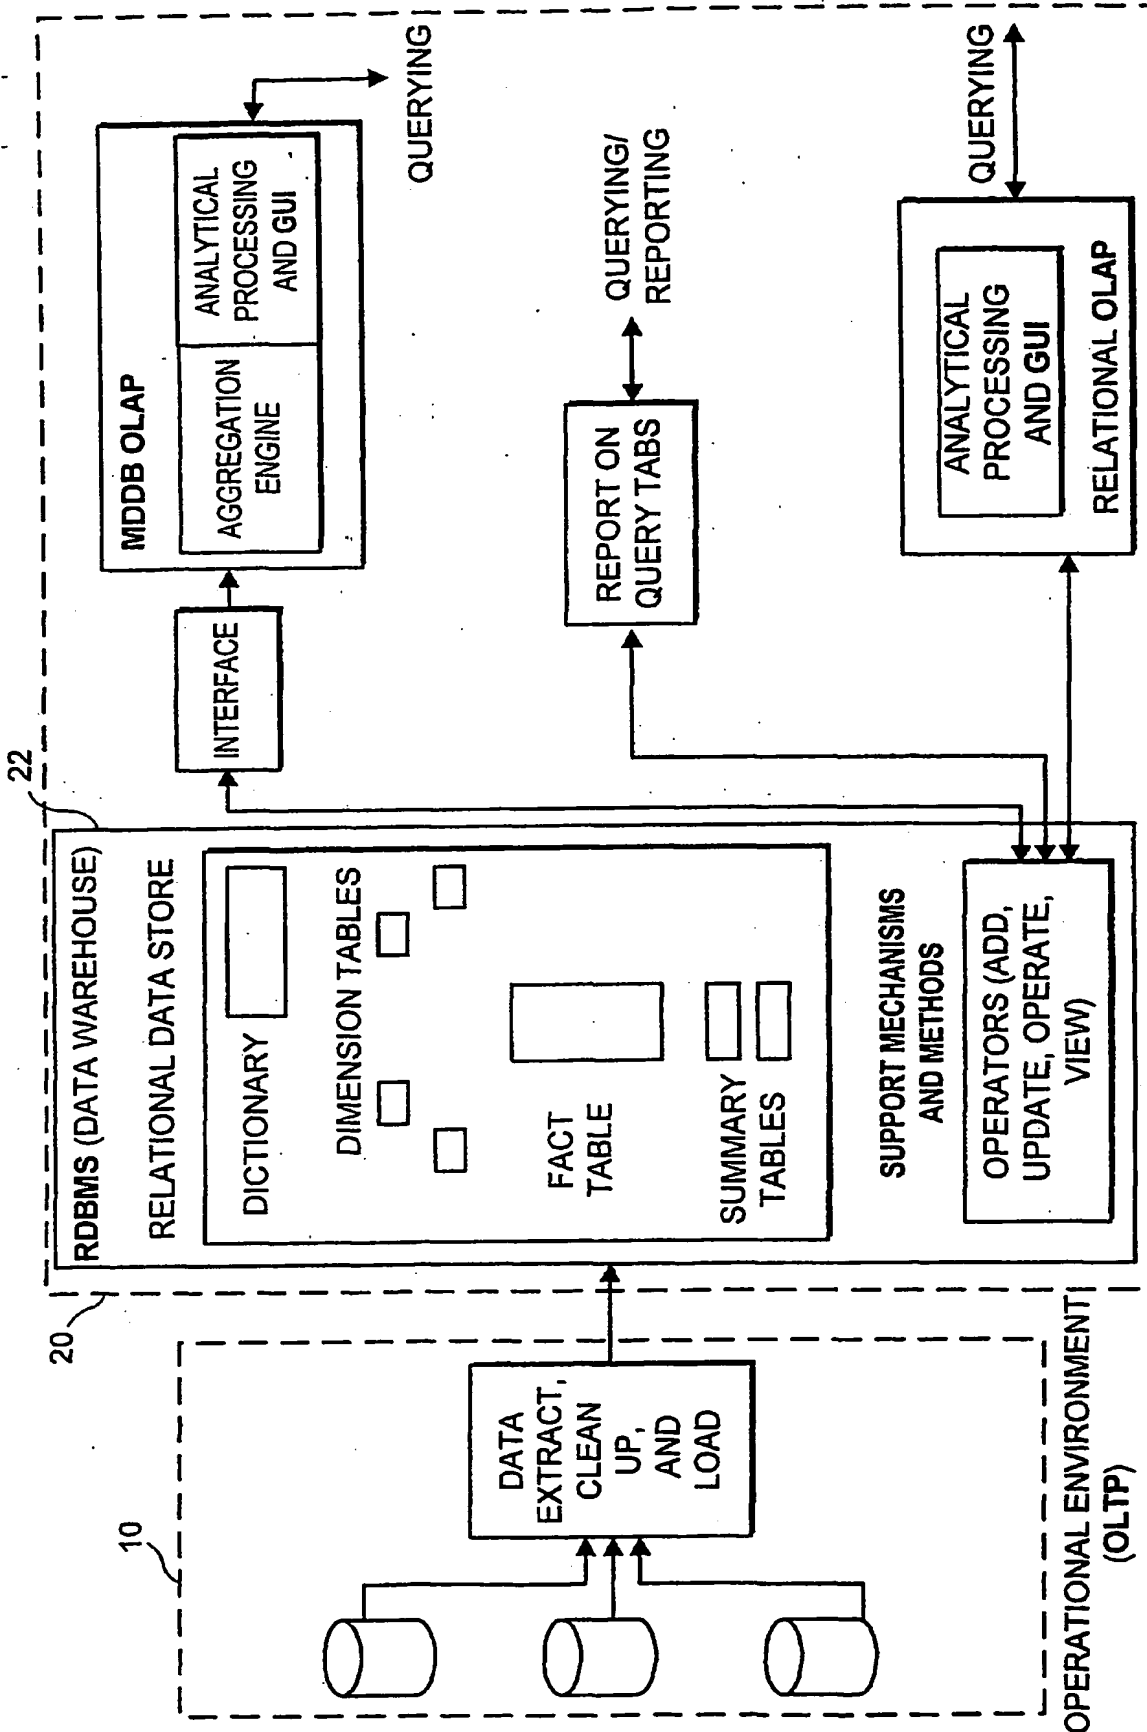 10
DATA
EXTRACT,
CLEAN
UP,
AND
LOAD
OPERATIONAL ENVIRONMENT
(OLTP)
20
22
RDBMS (DATA WAREHOUSE)
RELATIONAL DATA STORE
DICTIONARY
DIMENSION TABLES
FACT
TABLE
SUMMARY
TABLES
SUPPORT MECHANISMS
AND METHODS
OPERATORS (ADD,
UPDATE, OPERATE,
VIEW)
INTERFACE
MDDB OLAP
AGGREGATION
ENGINE
ANALYTICAL
PROCESSING
AND GUI
QUERYING
REPORT ON
QUERY TABS
QUERYING/
REPORTING
ANALYTICAL
PROCESSING
AND GUI
RELATIONAL OLAP
QUERYING